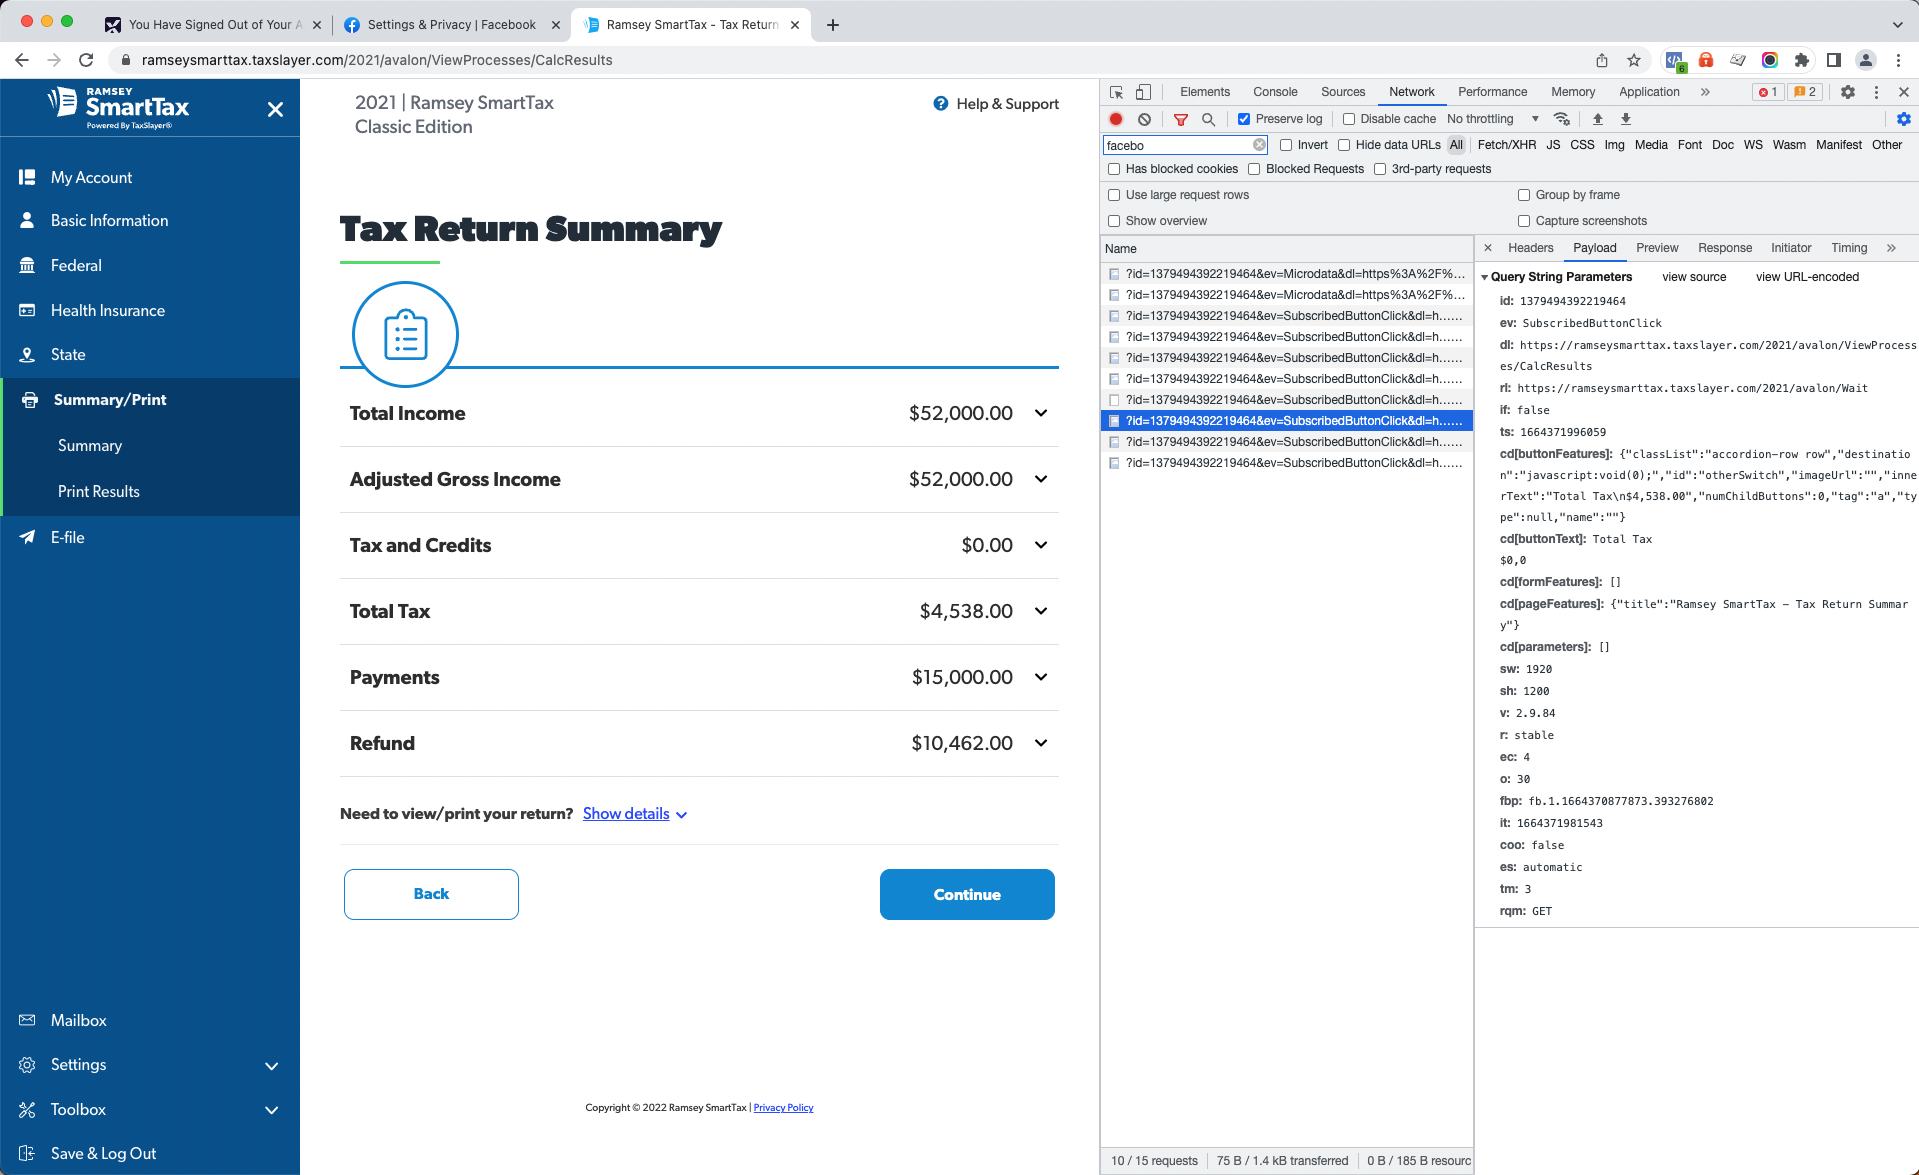 You Have Signed Out of Your A
Settings & Privacy | Facebook
Ramsey SmartTax - Tax Return
ramseysmarttax.taxslayer.com/2021/avalon/ViewProcesses/CalcResults
6
RAMSEY
SmartTax
Powered By TaxSlayer®
My Account
Basic Information
Federal
Health Insurance
State
Summary/Print
Summary
Print Results
E-file
Mailbox
Settings
Toolbox
Save & Log Out
2021 | Ramsey SmartTax
Classic Edition
Help & Support
Tax Return Summary
Total Income $52,000.00
Adjusted Gross Income $52,000.00
Tax and Credits $0.00
Total Tax $4,538.00
Payments $15,000.00
Refund $10,462.00
Need to view/print your return? Show details
Back
Continue
Copyright © 2022 Ramsey SmartTax | Privacy Policy
Elements Console Sources Network Performance Memory Application » 1 2
Preserve log Disable cache No throttling
facebo Invert Hide data URLs All Fetch/XHR JS CSS Img Media Font Doc WS Wasm Manifest Other
Has blocked cookies Blocked Requests 3rd-party requests
Use large request rows Group by frame
Show overview Capture screenshots
Name
?id=1379494392219464&ev=Microdata&dl=https%3A%2F%...
?id=1379494392219464&ev=Microdata&dl=https%3A%2F%...
?id=1379494392219464&ev=SubscribedButtonClick&dl=h......
?id=1379494392219464&ev=SubscribedButtonClick&dl=h......
?id=1379494392219464&ev=SubscribedButtonClick&dl=h......
?id=1379494392219464&ev=SubscribedButtonClick&dl=h......
?id=1379494392219464&ev=SubscribedButtonClick&dl=h......
?id=1379494392219464&ev=SubscribedButtonClick&dl=h......
?id=1379494392219464&ev=SubscribedButtonClick&dl=h......
?id=1379494392219464&ev=SubscribedButtonClick&dl=h......
10 / 15 requests 75 B / 1.4 kB transferred 0 B / 185 B resourc
Headers Payload Preview Response Initiator Timing »
Query String Parameters view source view URL-encoded
id: 1379494392219464
ev: SubscribedButtonClick
dl: https://ramseysmarttax.taxslayer.com/2021/avalon/ViewProcess
es/CalcResults
rl: https://ramseysmarttax.taxslayer.com/2021/avalon/Wait
if: false
ts: 1664371996059
cd[buttonFeatures]: {"classList":"accordion-row row","destinatio
n":"javascript:void(0);","id":"otherSwitch","imageUrl":"","inne
rText":"Total Tax\n$4,538.00","numChildButtons":0,"tag":"a","ty
pe":null,"name":""}
cd[buttonText]: Total Tax
$0,0
cd[formFeatures]: []
cd[pageFeatures]: {"title":"Ramsey SmartTax – Tax Return Summar
y"}
cd[parameters]: []
sw: 1920
sh: 1200
v: 2.9.84
r: stable
ec: 4
o: 30
fbp: fb.1.1664370877873.393276802
it: 1664371981543
coo: false
es: automatic
tm: 3
rqm: GET